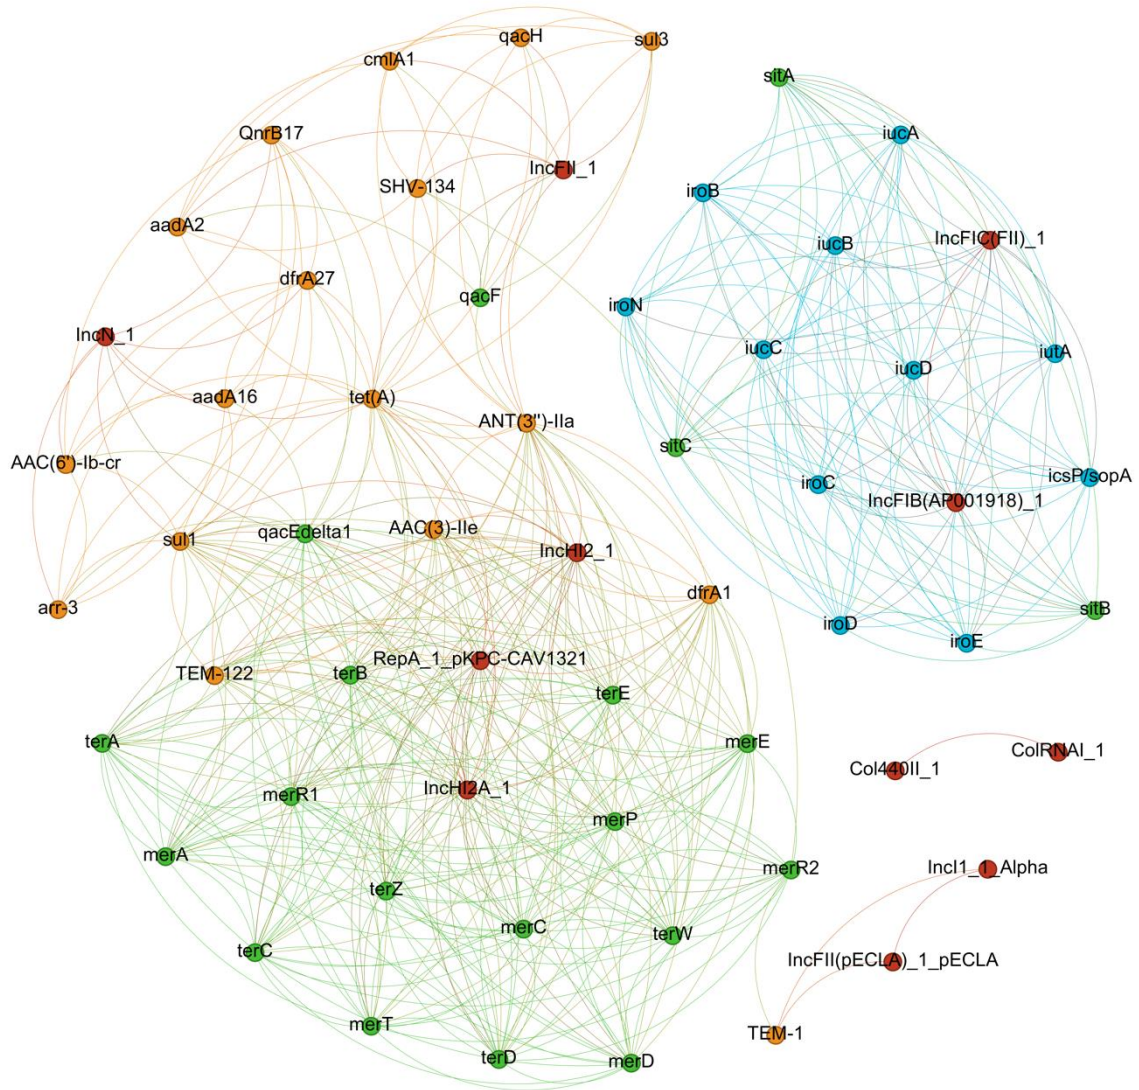 qacH
sul3
cmlA1
sitA
QnrB17
iucA
IncFII_1
SHV-134
iroB
aadA2
IncFIC(FII)_1
iucB
dfrA27
qacF
iroN
IncN_1
iucC
iutA
iucD
aadA16
tet(A)
ANT(3")-IIa
sitC
AAC(6')-Ib-cr
icsP/sopA
iroC
IncFIB(AP001918)_1
qacEdelta1
AAC(3)-IIe
sul1
IncHI2_1
dfrA1
arr-3
sitB
iroD
iroE
RepA_1_pKPC-CAV1321
TEM-122
terB
terE
terA
merE
ColRNAI_1
Col440II_1
IncHI2A_1
merR1
merP
merA
merR2
IncI1_1_Alpha
terZ
merC
terW
terC
IncFII(pECLA)_1_pECLA
merT
TEM-1
terD
merD